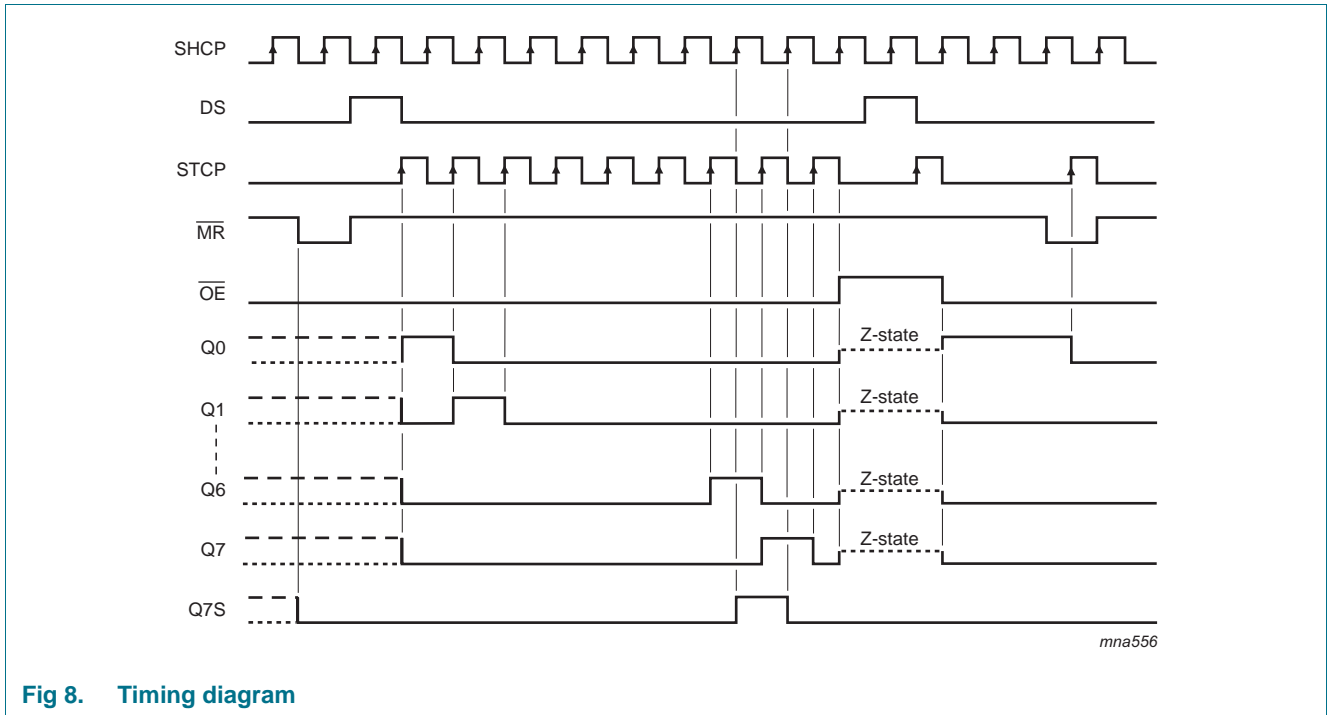 SHCP
DS
STCP
MR
OE
Q0
Z-state
Q1
Z-state
Q6
Z-state
Q7
Z-state
Q7S
mna556
Fig 8. Timing diagram